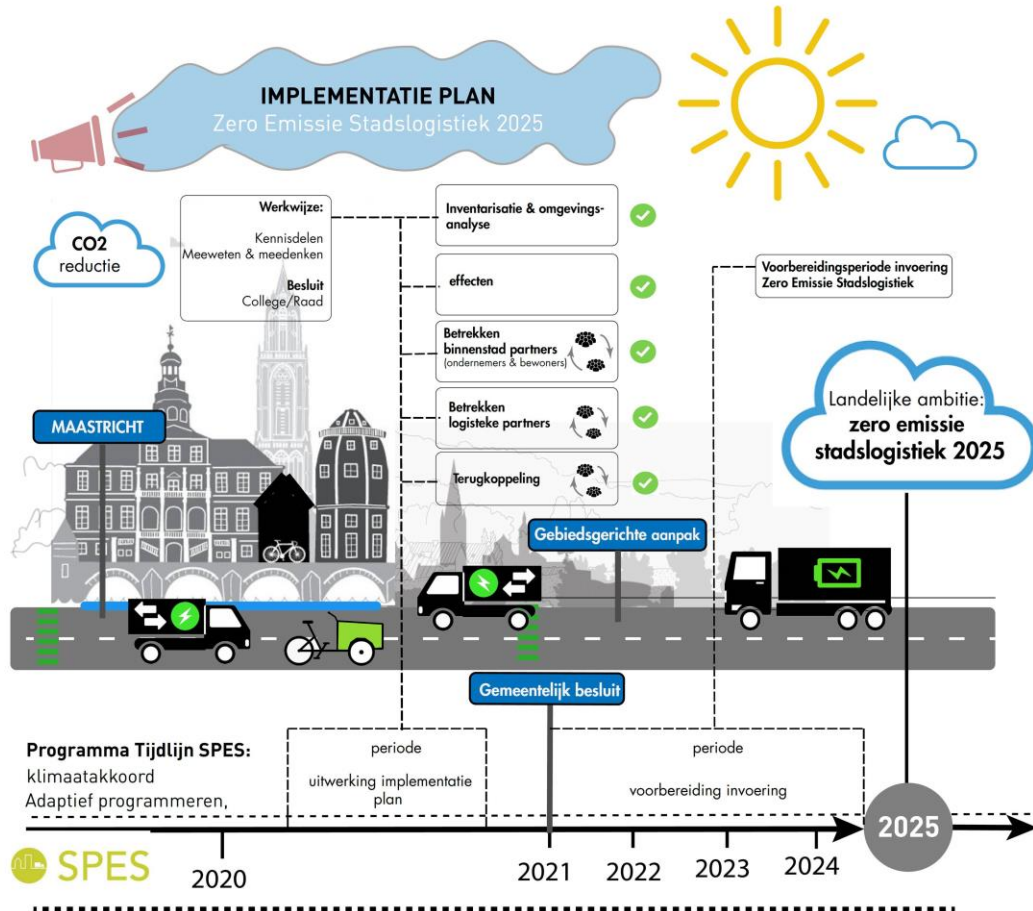 IMPLEMENTATIE PLAN
Zero Emissie Stadslogistiek 2025
CO2
reductie
Werkwijze:
Kennisdelen
Meeweten & meedenken
Besluit
College/Raad
Inventarisatie & omgevings-
analyse
effecten
Betrekken
binnenstad partners
(ondernemers & bewoners)
Betrekken
logisteke partners
Terugkoppeling
Voorbereidingsperiode invoering
Zero Emissie Stadslogistiek
Landelijke ambitie:
zero emissie
stadslogistiek 2025
MAASTRICHT
Gebiedsgerichte aanpak
Gemeentelijk besluit
Programma Tijdlijn SPES:
klimaatakkoord
Adaptief programmeren,
periode
uitwerking implementatie
plan
periode
voorbereiding invoering
2025
SPES
2020
2021
2022
2023
2024